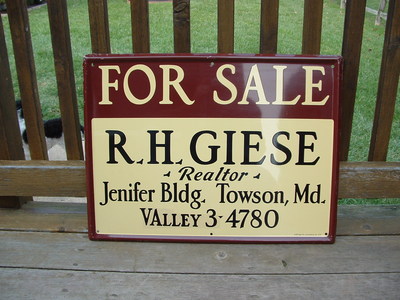 FOR SALE
R.H. GIESE
Realtor
Jenifer Bldg. Towson, Md.
VALLEY 3-4780